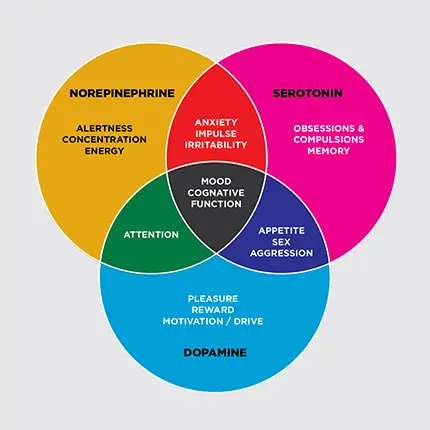 NOREPINEPHRINE
ALERTNESS
CONCENTRATION
ENERGY
ANXIETY
IMPULSE
IRRITABILITY
SEROTONIN
OBSESSIONS &
COMPULSIONS
MEMORY
MOOD
COGNATIVE
FUNCTION
ATTENTION
APPETITE
SEX
AGGRESSION
PLEASURE
REWARD
MOTIVATION / DRIVE
DOPAMINE